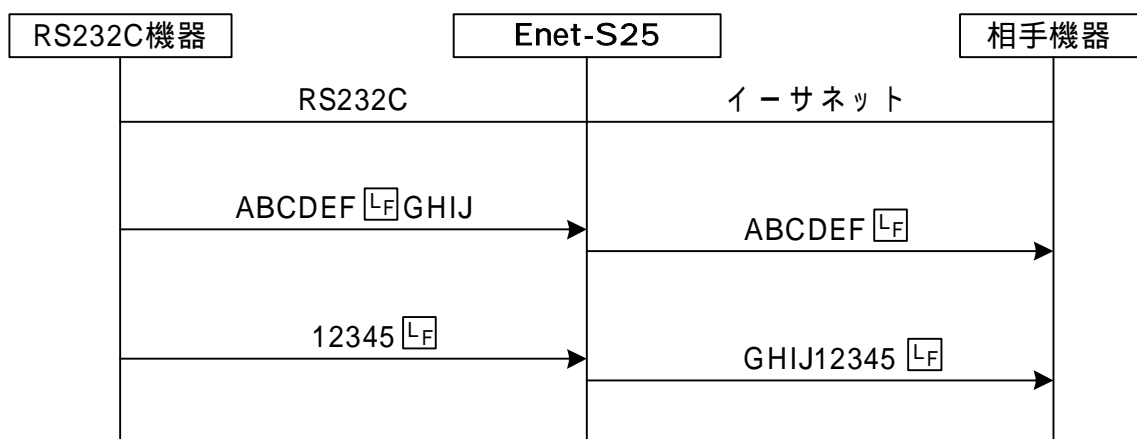 RS232C機器 Enet-S25 相手機器
RS232C イーサネット
ABCDEF LF GHIJ
ABCDEF LF
12345 LF
GHIJ12345 LF